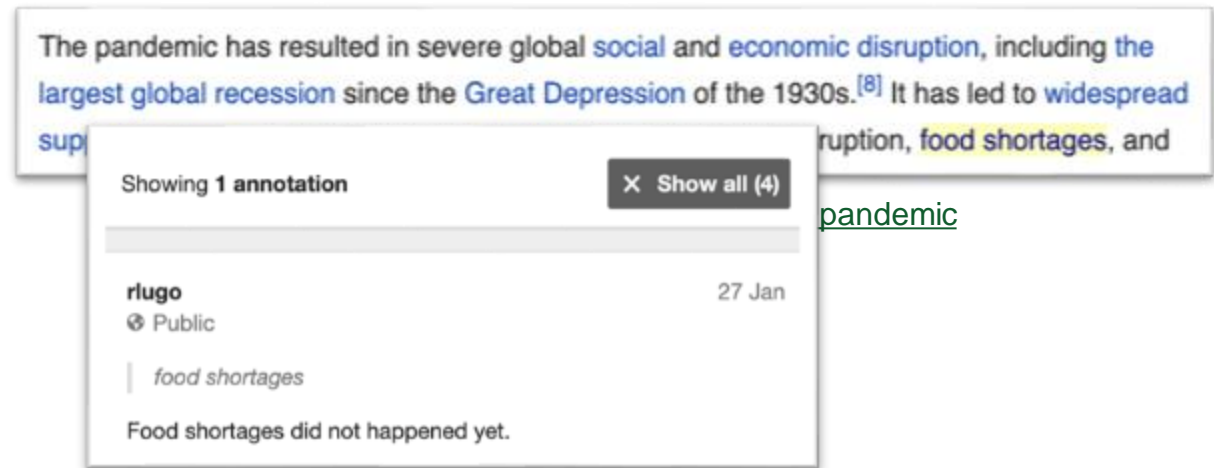 The pandemic has resulted in severe global social and economic disruption, including the
largest global recession since the Great Depression of the 1930s.[8] It has led to widespread
sup ruption, food shortages, and
Showing 1 annotation
X Show all (4)
pandemic
rlugo
27 Jan
Public
food shortages
Food shortages did not happened yet.